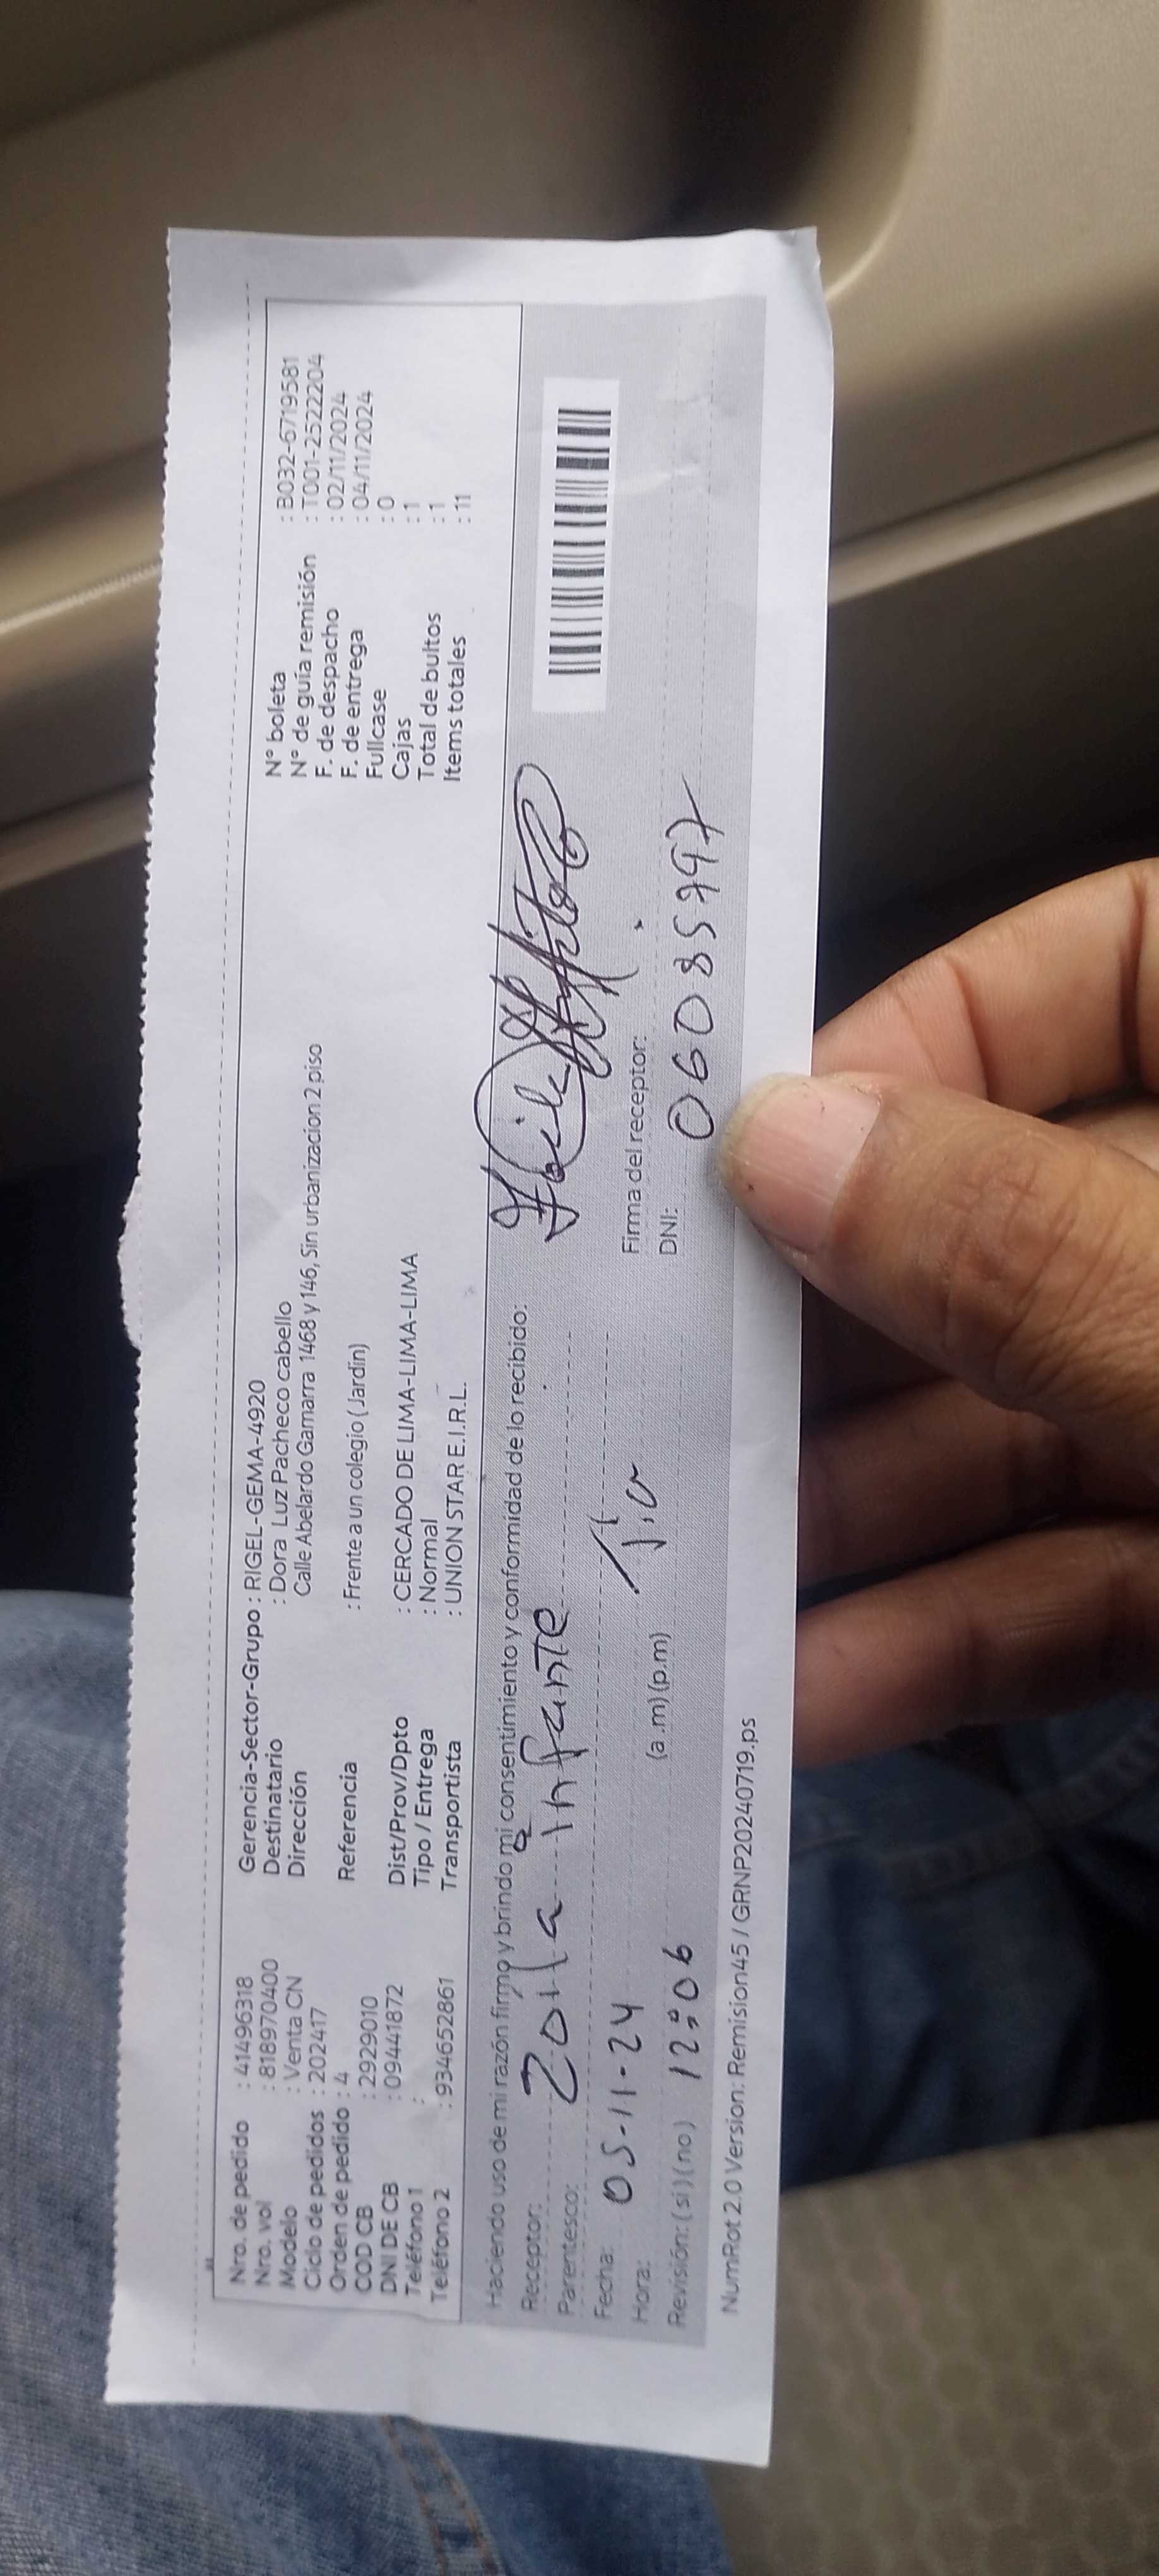 Nro. de pedido : 41496318
Nro. vol : 818970400
Modelo : Venta CN
Ciclo de pedidos : 202417
Orden de pedido : 4
COD CB : 2929010
DNI DE CB : 09441872
Teléfono 1 :
Teléfono 2 : 934652861
Gerencia-Sector-Grupo : RIGEL-GEMA-4920
Destinatario : Dora Luz Pacheco cabello
Dirección Calle Abelardo Gamarra 1468 y 146, Sin urbanizacion 2 piso
Referencia : Frente a un colegio ( Jardín)
Dist/Prov/Dpto : CERCADO DE LIMA-LIMA-LIMA
Tipo / Entrega : Normal
Transportista : UNION STAR E.I.R.L.
N° boleta : B032-6719581
N° de guía remisión : T001-2522204
F. de despacho : 02/11/2024
F. de entrega : 04/11/2024
Fullcase : 0
Cajas : 1
Total de bultos : 1
Items totales : 11
Haciendo uso de mi razón firmo y brindo mi consentimiento y conformidad de lo recibido:
Receptor: Zoila infante
Parentesco: Tía
Fecha: 05-11-24
Hora: 12:06 (a.m) (p.m)
Revisión: ( si ) ( no )
Firma del receptor:
DNI:
NumRot 2.0 Version: Remision45 / GRNP20240719.ps